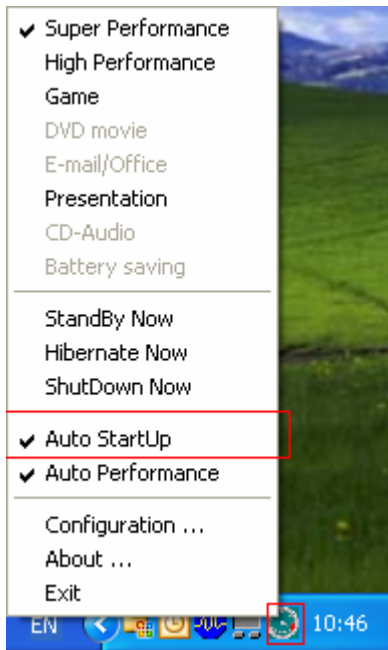 Super Performance
High Performance
Game
DVD movie
E-mail/Office
Presentation
CD-Audio
Battery saving
StandBy Now
Hibernate Now
ShutDown Now
Auto StartUp
Auto Performance
Configuration ...
About ...
Exit
EN 10:46